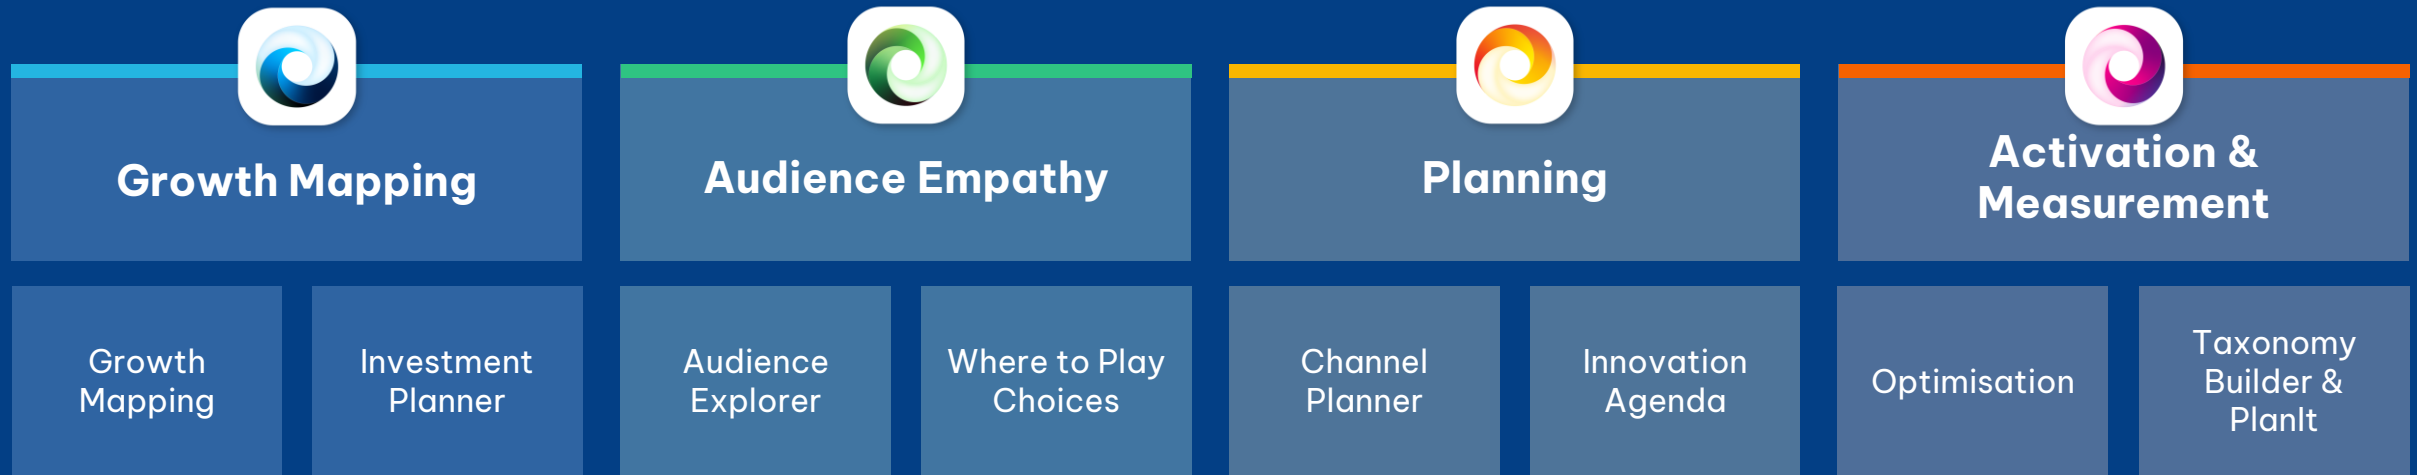 Growth Mapping
Audience Empathy
Planning
Activation &
Measurement
Growth
Mapping
Investment
Planner
Audience
Explorer
Where to Play
Choices
Channel
Planner
Innovation
Agenda
Optimisation
Taxonomy
Builder &
PlanIt